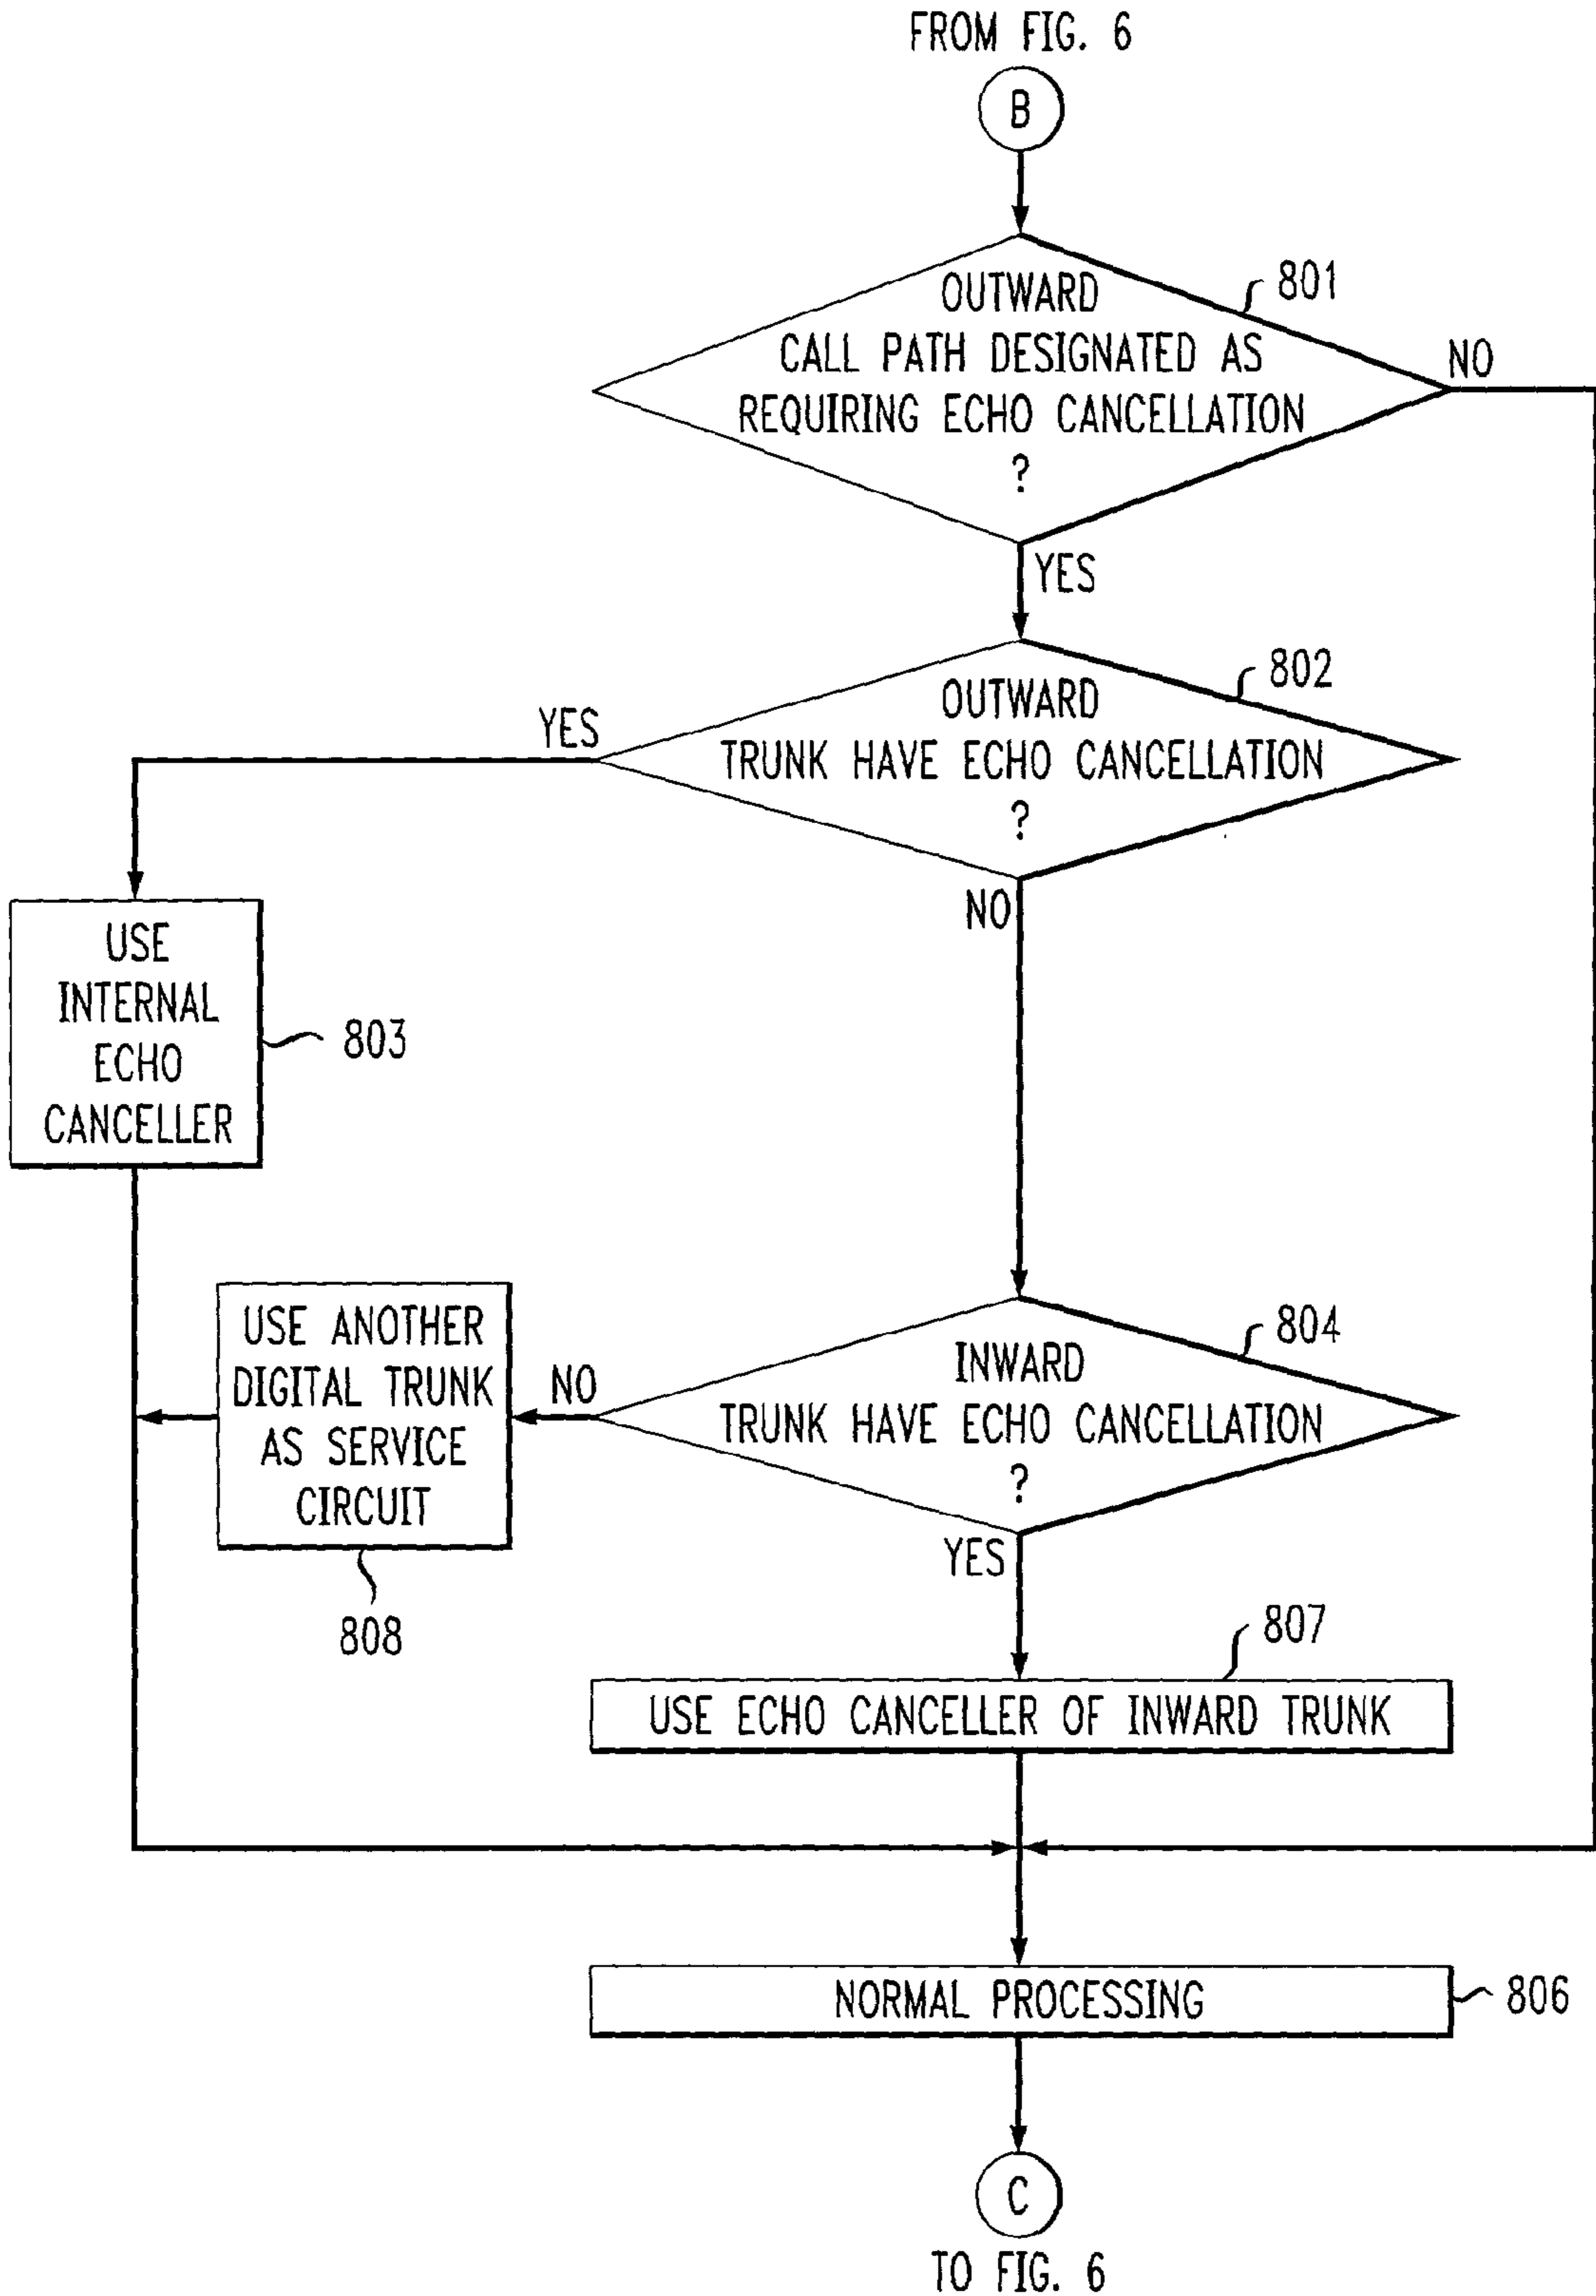 FROM FIG. 6
B
OUTWARD
CALL PATH DESIGNATED AS
REQUIRING ECHO CANCELLATION
?
801
NO
YES
OUTWARD
TRUNK HAVE ECHO CANCELLATION
?
802
YES
NO
USE
INTERNAL
ECHO
CANCELLER
803
INWARD
TRUNK HAVE ECHO CANCELLATION
?
804
NO
USE ANOTHER
DIGITAL TRUNK
AS SERVICE
CIRCUIT
808
YES
807
USE ECHO CANCELLER OF INWARD TRUNK
NORMAL PROCESSING
806
C
TO FIG. 6